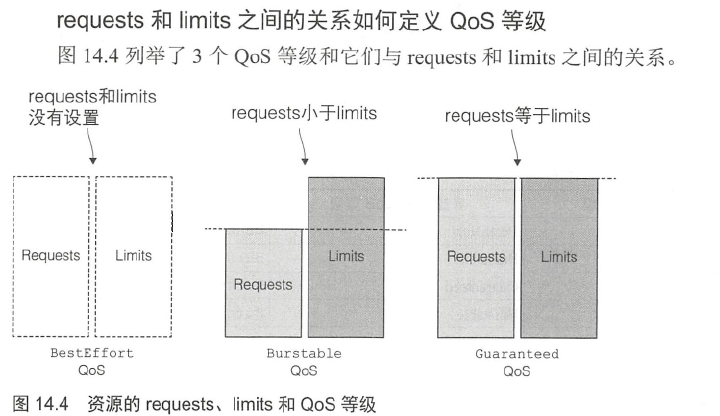 requests 和 limits 之间的关系如何定义 QoS 等级
图 14.4 列举了 3 个 QoS 等级和它们与 requests 和 limits 之间的关系。
requests和limits
没有设置
requests小于limits
requests等于limits
Requests
Limits
Requests
Limits
Requests
Limits
BestEffort
QoS
Burstable
QoS
Guaranteed
QoS
图 14.4 资源的 requests、limits 和 QoS 等级